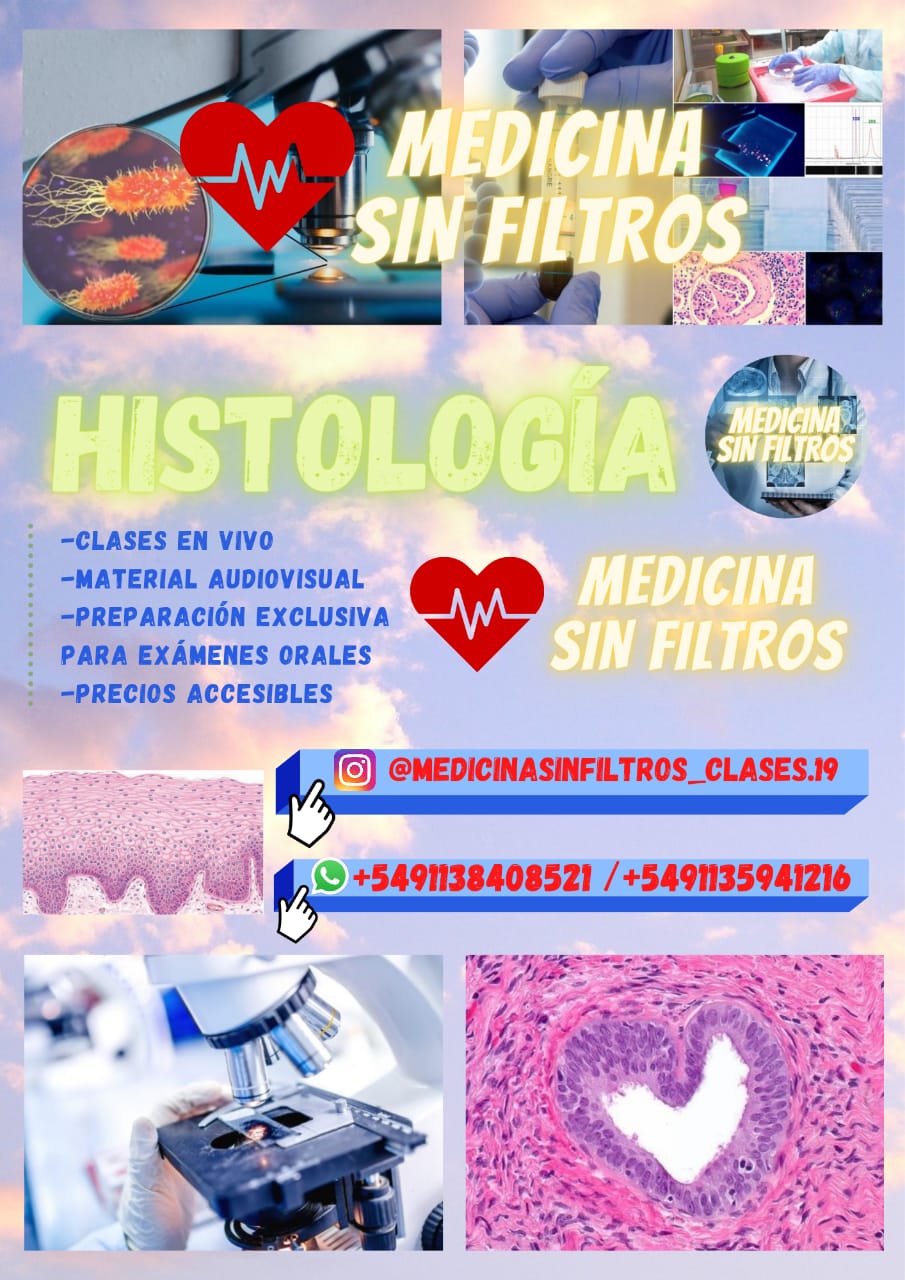 MEDICINA
SIN FILTROS
HISTOLOGÍA
MEDICINA
SIN FILTROS
-CLASES EN VIVO
-MATERIAL AUDIOVISUAL
-PREPARACIÓN EXCLUSIVA
PARA EXÁMENES ORALES
-PRECIOS ACCESIBLES
MEDICINA
SIN FILTROS
@MEDICINASINFILTROS_CLASES.19
+5491138408521 /+5491135941216